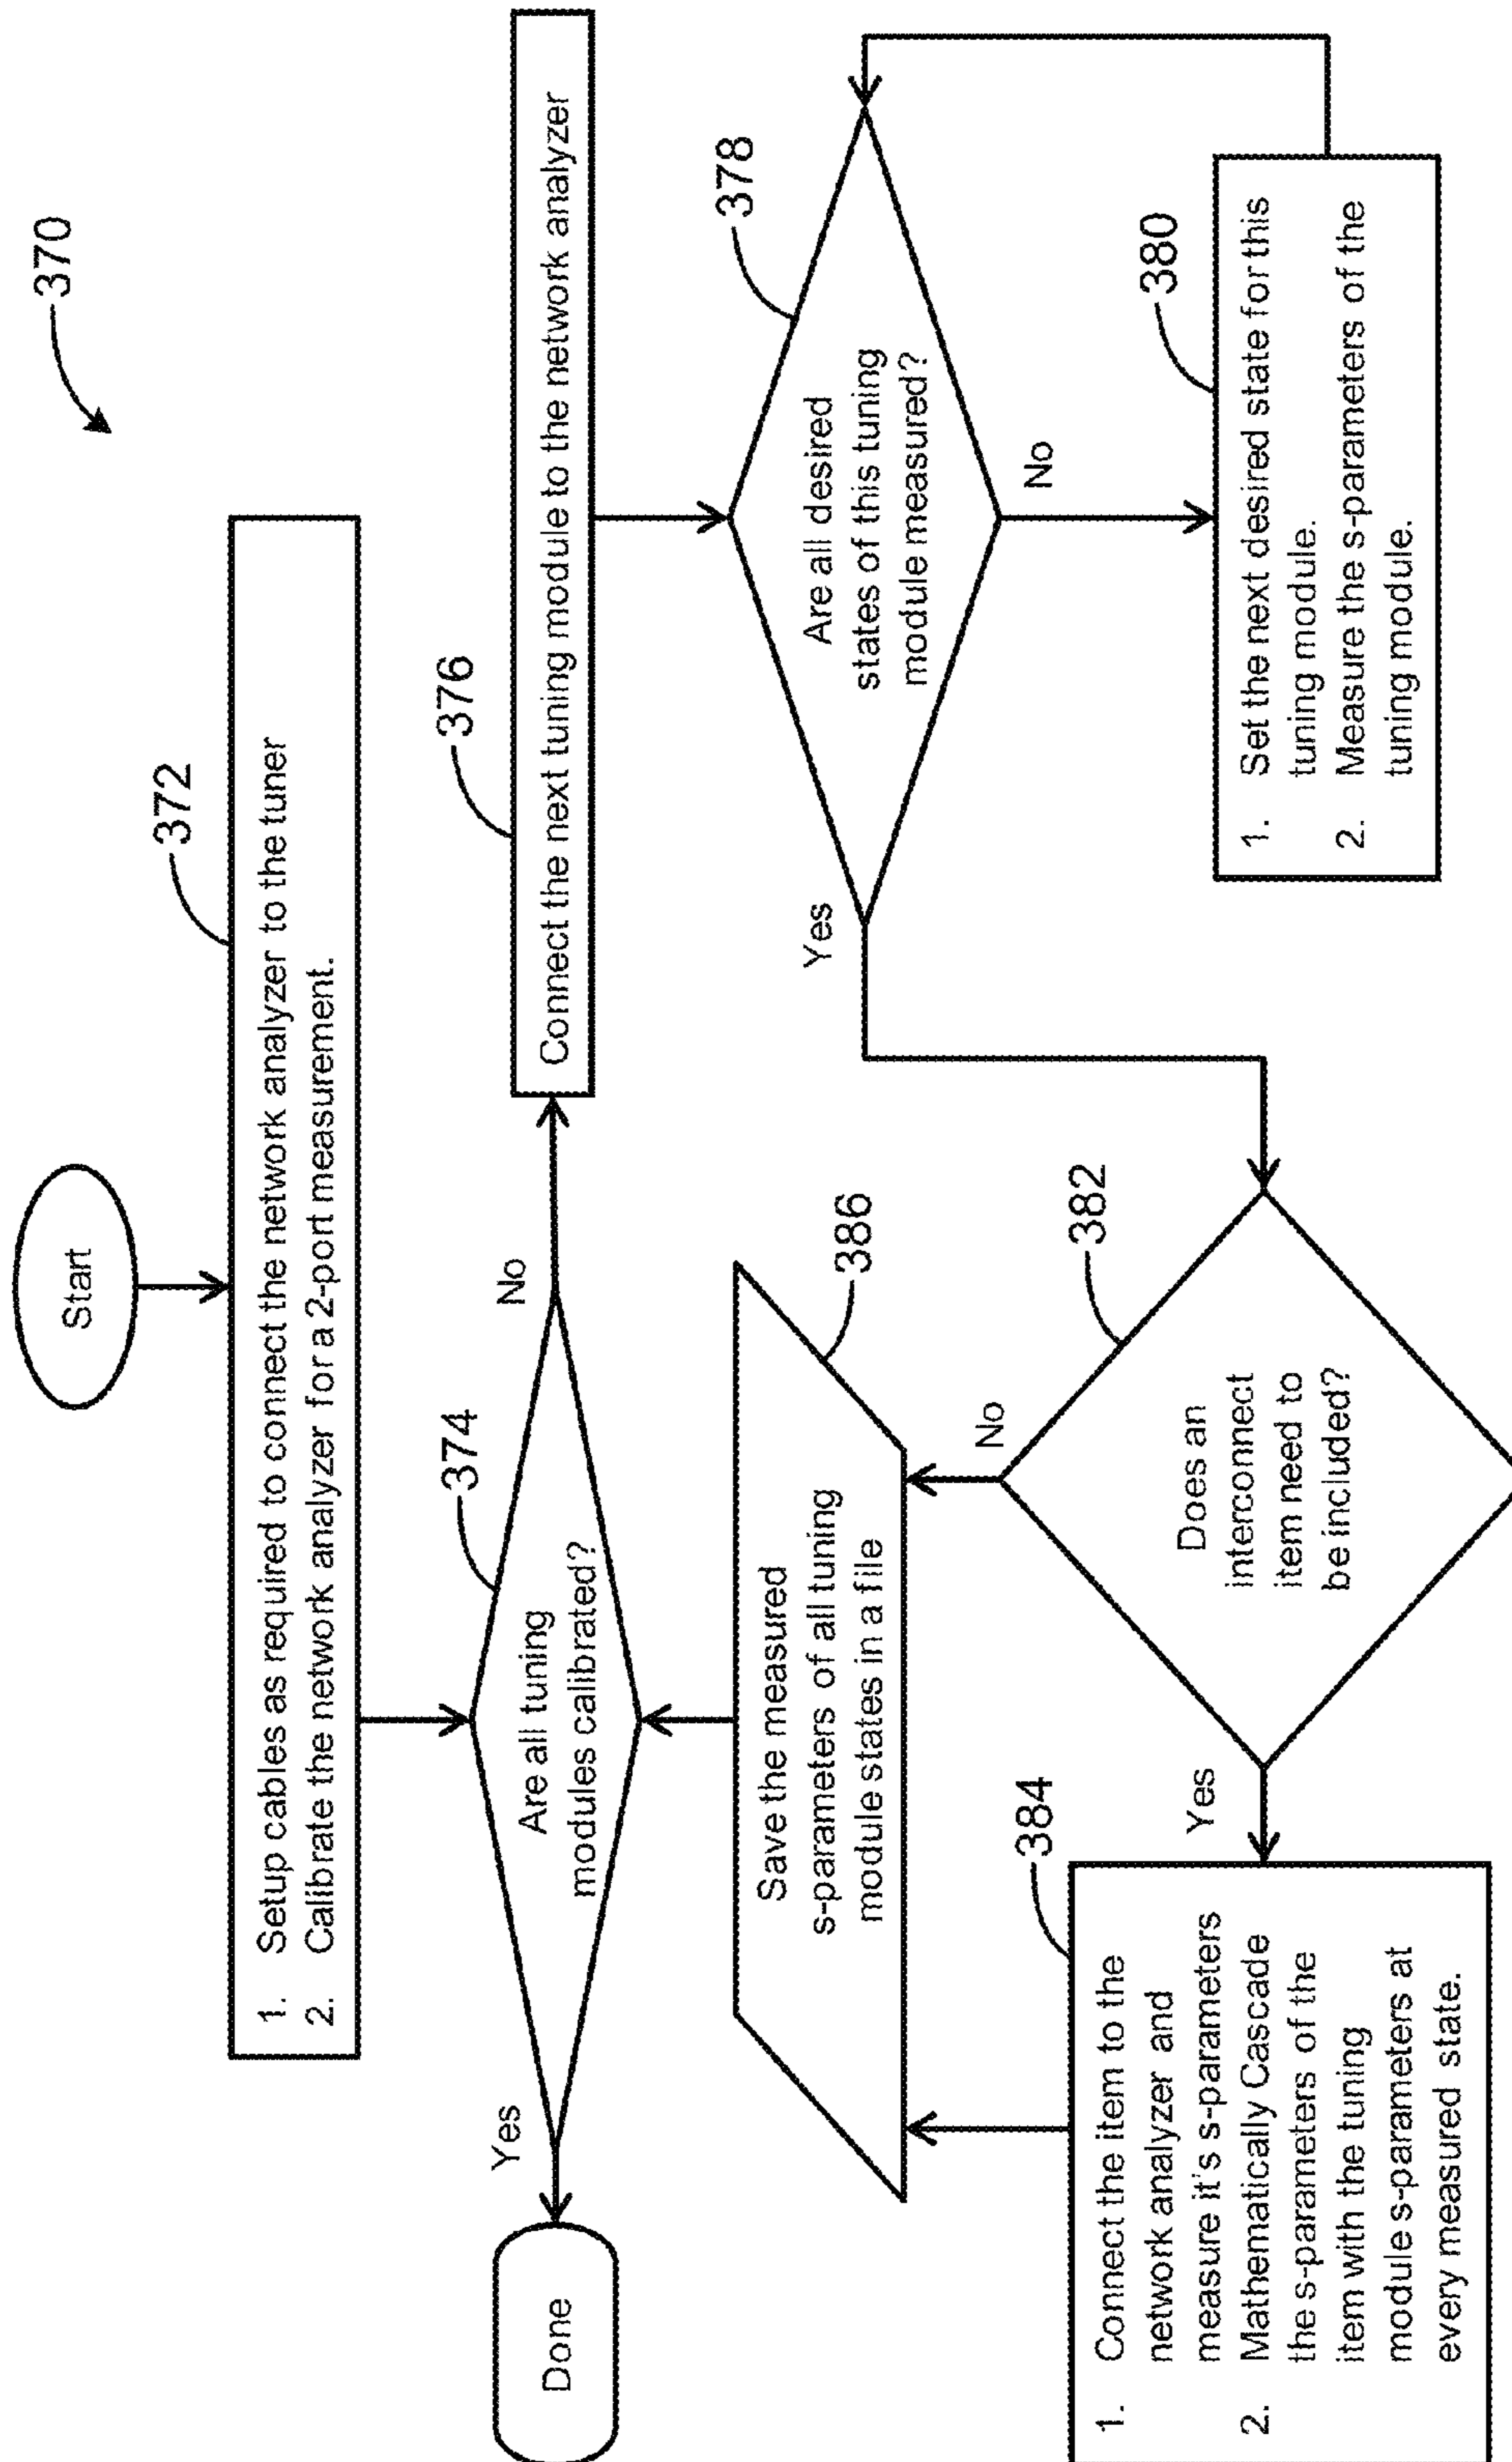 370
Start
372
1. Setup cables as required to connect the network analyzer to the tuner
2. Calibrate the network analyzer for a 2-port measurement.
374
Are all tuning
modules calibrated?
Yes
Done
No
376
Connect the next tuning module to the network analyzer
378
Are all desired
states of this tuning
module measured?
No
380
1. Set the next desired state for this
tuning module.
2. Measure the s-parameters of the
tuning module.
Yes
382
Does an
interconnect
item need to
be included?
No
386
Save the measured
s-parameters of all tuning
module states in a file
Yes
384
1. Connect the item to the
network analyzer and
measure it's s-parameters
2. Mathematically Cascade
the s-parameters of the
item with the tuning
module s-parameters at
every measured state.